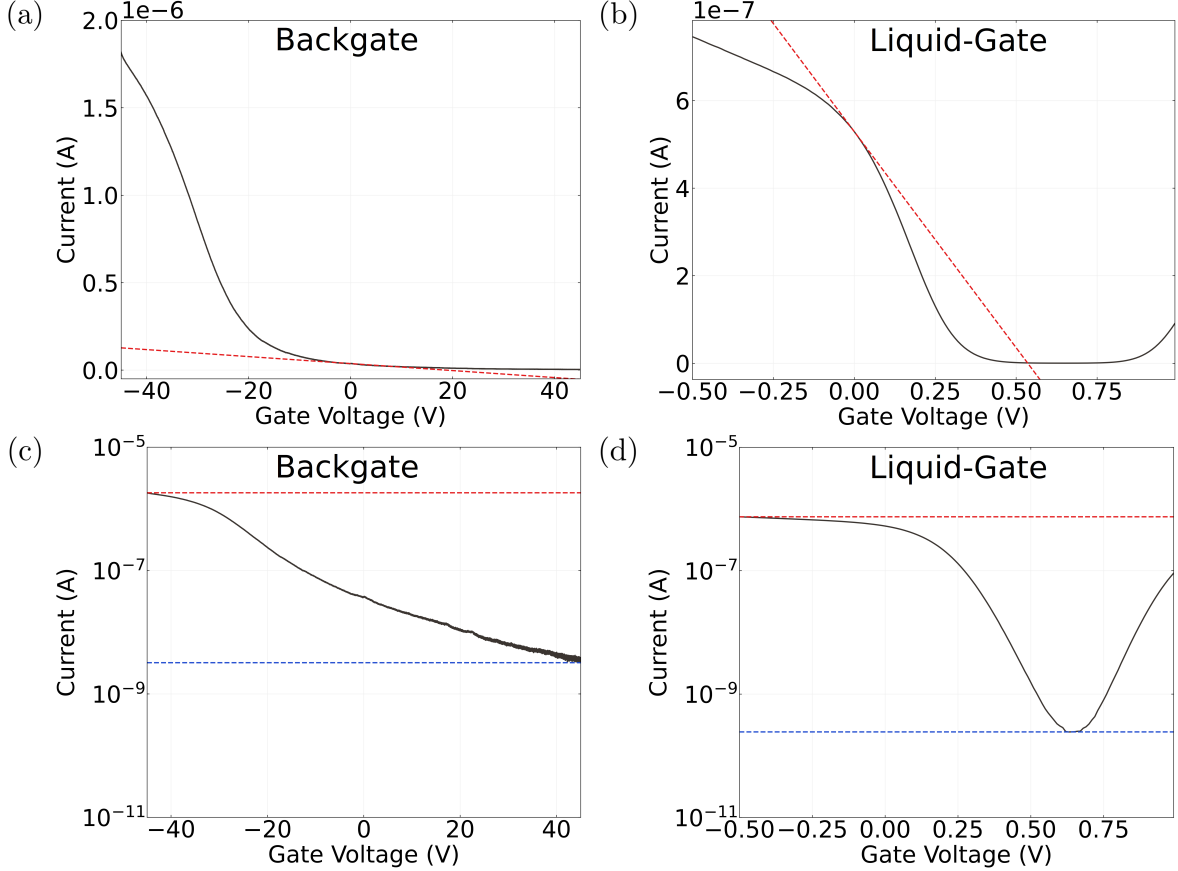 (a)
1e−6
Backgate
2.0
1.5
1.0
0.5
0.0
Current (A)
−40
−20
0
20
40
Gate Voltage (V)
(b)
1e−7
Liquid-Gate
6
4
2
0
Current (A)
−0.50
−0.25
0.00
0.25
0.50
0.75
Gate Voltage (V)
(c)
Backgate
10−5
10−7
10−9
10−11
Current (A)
−40
−20
0
20
40
Gate Voltage (V)
(d)
Liquid-Gate
10−5
10−7
10−9
10−11
Current (A)
−0.50
−0.25
0.00
0.25
0.50
0.75
Gate Voltage (V)